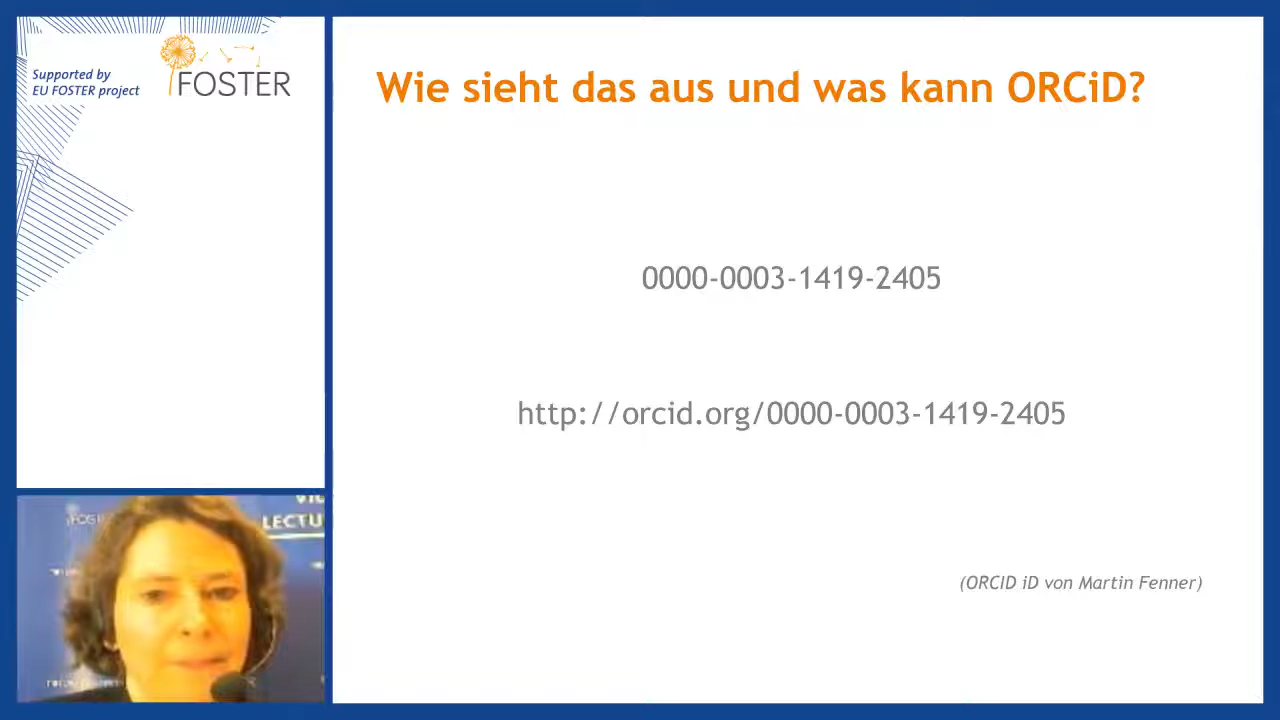 Supported by
EU FOSTER project
FOSTER
Wie sieht das aus und was kann ORCiD?
0000-0003-1419-2405
http://orcid.org/0000-0003-1419-2405
(ORCID iD von Martin Fenner)
LECTU